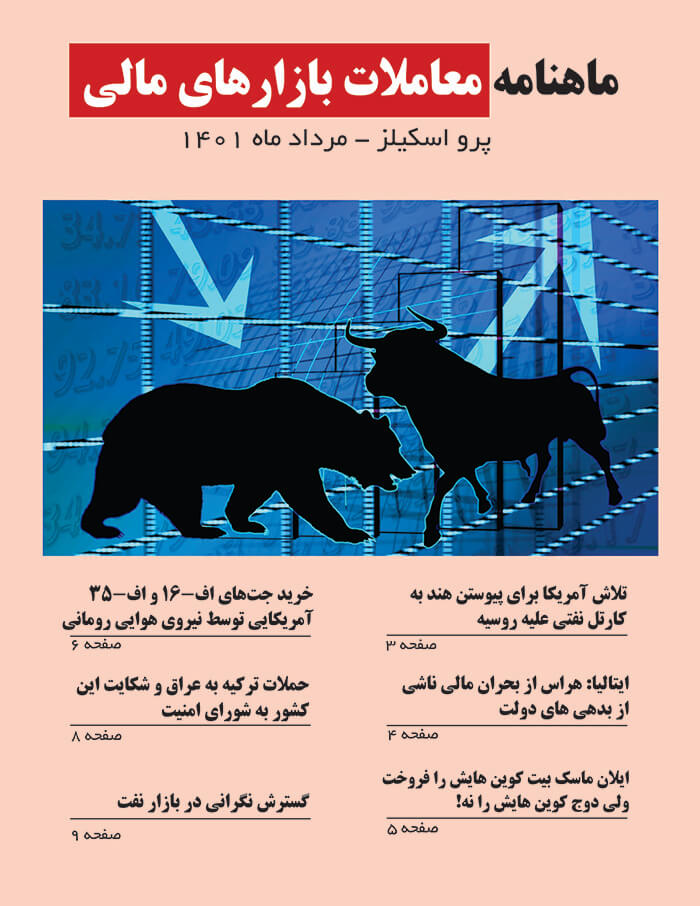 ماهنامه معاملات بازارهای مالی
پرو اسکیلز - مرداد ماه ۱۴۰۱
تلاش آمریکا برای پیوستن هند به
کارتل نفتی علیه روسیه
صفحه ۳
ایتالیا: هراس از بحران مالی ناشی
از بدهی های دولت
صفحه ۴
ایلان ماسک بیت کوین هایش را فروخت
ولی دوج کوین هایش را نه!
صفحه ۵
خرید جت‌های اف-۱۶ و اف-۳۵
آمریکایی توسط نیروی هوایی رومانی
صفحه ۶
حملات ترکیه به عراق و شکایت این
کشور به شورای امنیت
صفحه ۸
گسترش نگرانی در بازار نفت
صفحه ۹
34.7
92.75